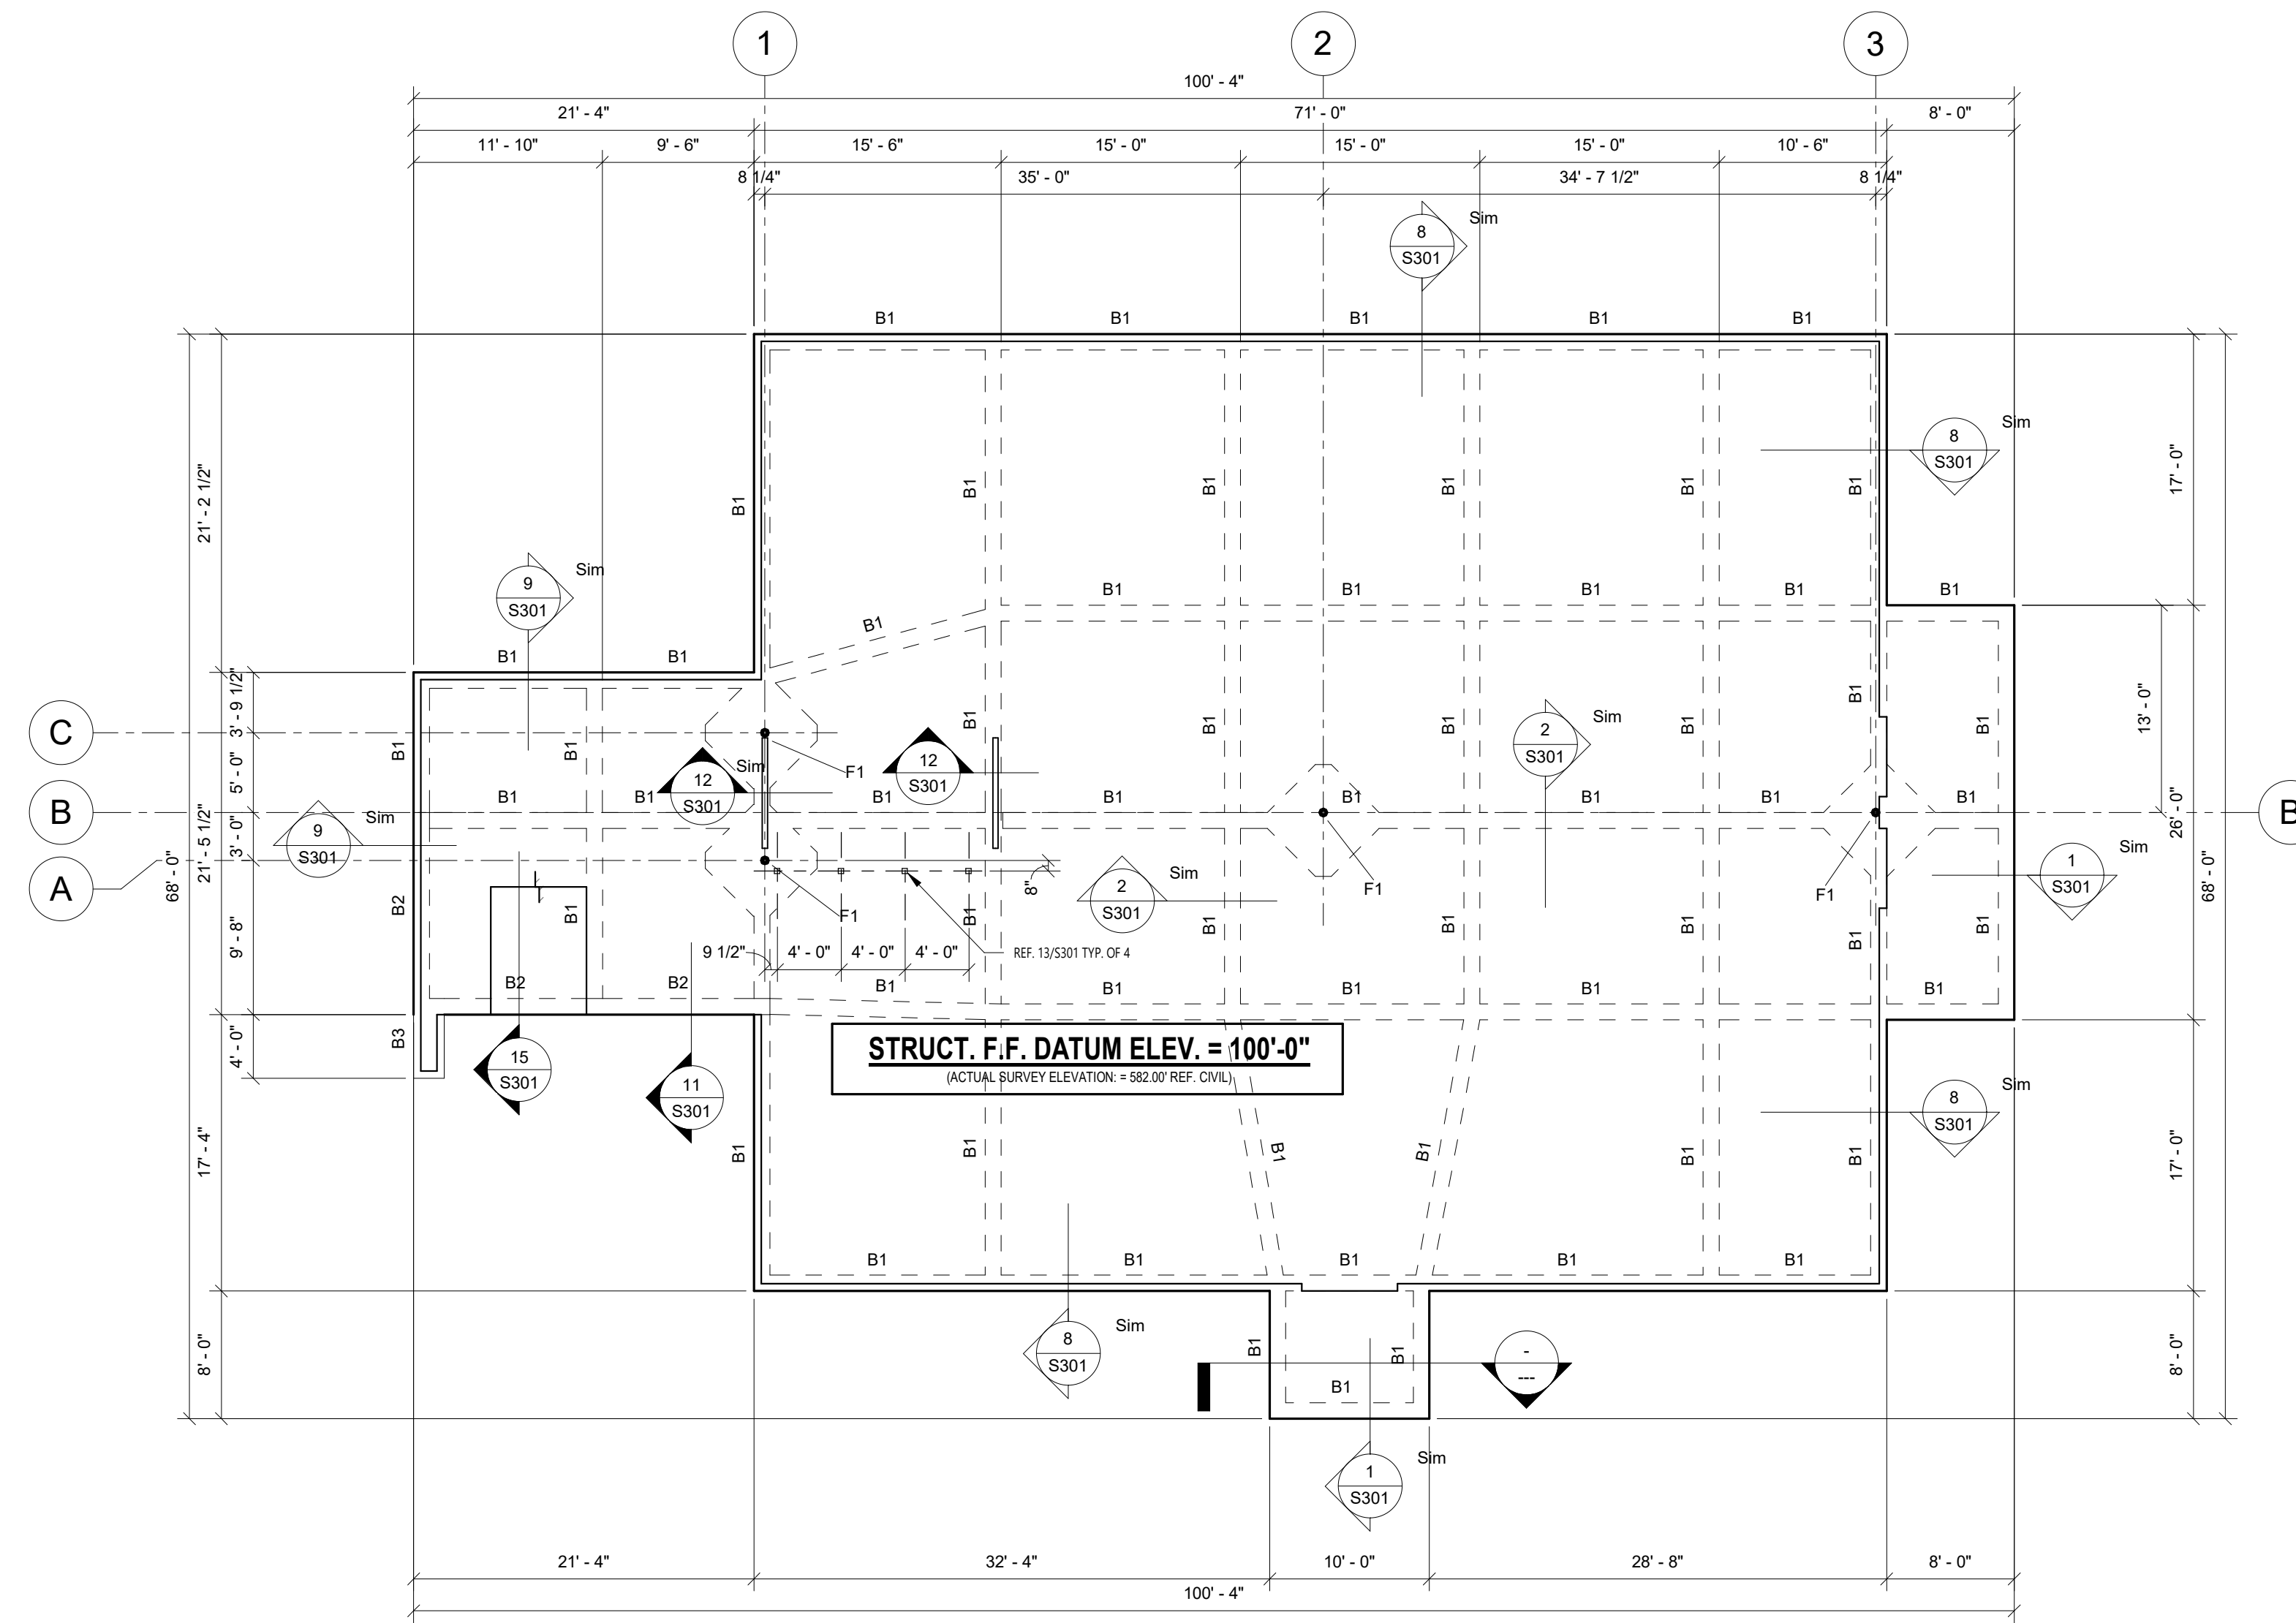 1
2
3
100' - 4"
21' - 4"
71' - 0"
8' - 0"
11' - 10"
9' - 6"
15' - 6"
15' - 0"
15' - 0"
15' - 0"
10' - 6"
8 1/4"
35' - 0"
34' - 7 1/2"
8 1/4"
8
S301
Sim
B1
B1
B1
B1
B1
8
S301
Sim
21' - 2 1/2"
17' - 0"
B1
B1
B1
B1
B1
B1
9
S301
Sim
B1
B1
B1
B1
B1
B1
B1
B1
3' - 9 1/2"
C
B1
B1
B1
B1
B1
B1
B1
B1
2
S301
Sim
13' - 0"
5' - 0"
12
S301
Sim
12
S301
F1
B
B1
B1
B1
B1
B1
B1
B1
B1
B
26' - 0"
9
S301
Sim
3' - 0"
21' - 5 1/2"
68' - 0"
A
8"
2
S301
Sim
F1
F1
F1
1
S301
Sim
68' - 0"
B2
B1
B1
B1
B1
B1
B1
B1
9' - 8"
9 1/2"
4' - 0"
4' - 0"
4' - 0"
REF. 13/S301 TYP. OF 4
B2
B2
B1
B1
B1
B1
B1
4' - 0"
B3
15
S301
11
S301
STRUCT. F.F. DATUM ELEV. = 100'-0"
(ACTUAL SURVEY ELEVATION: = 582.00' REF. CIVIL)
8
S301
Sim
17' - 4"
17' - 0"
B1
B1
B1
B1
B1
B1
B1
B1
B1
B1
B1
8' - 0"
8
S301
Sim
B1
B1
B1
-
---
8' - 0"
1
S301
Sim
21' - 4"
32' - 4"
10' - 0"
28' - 8"
8' - 0"
100' - 4"